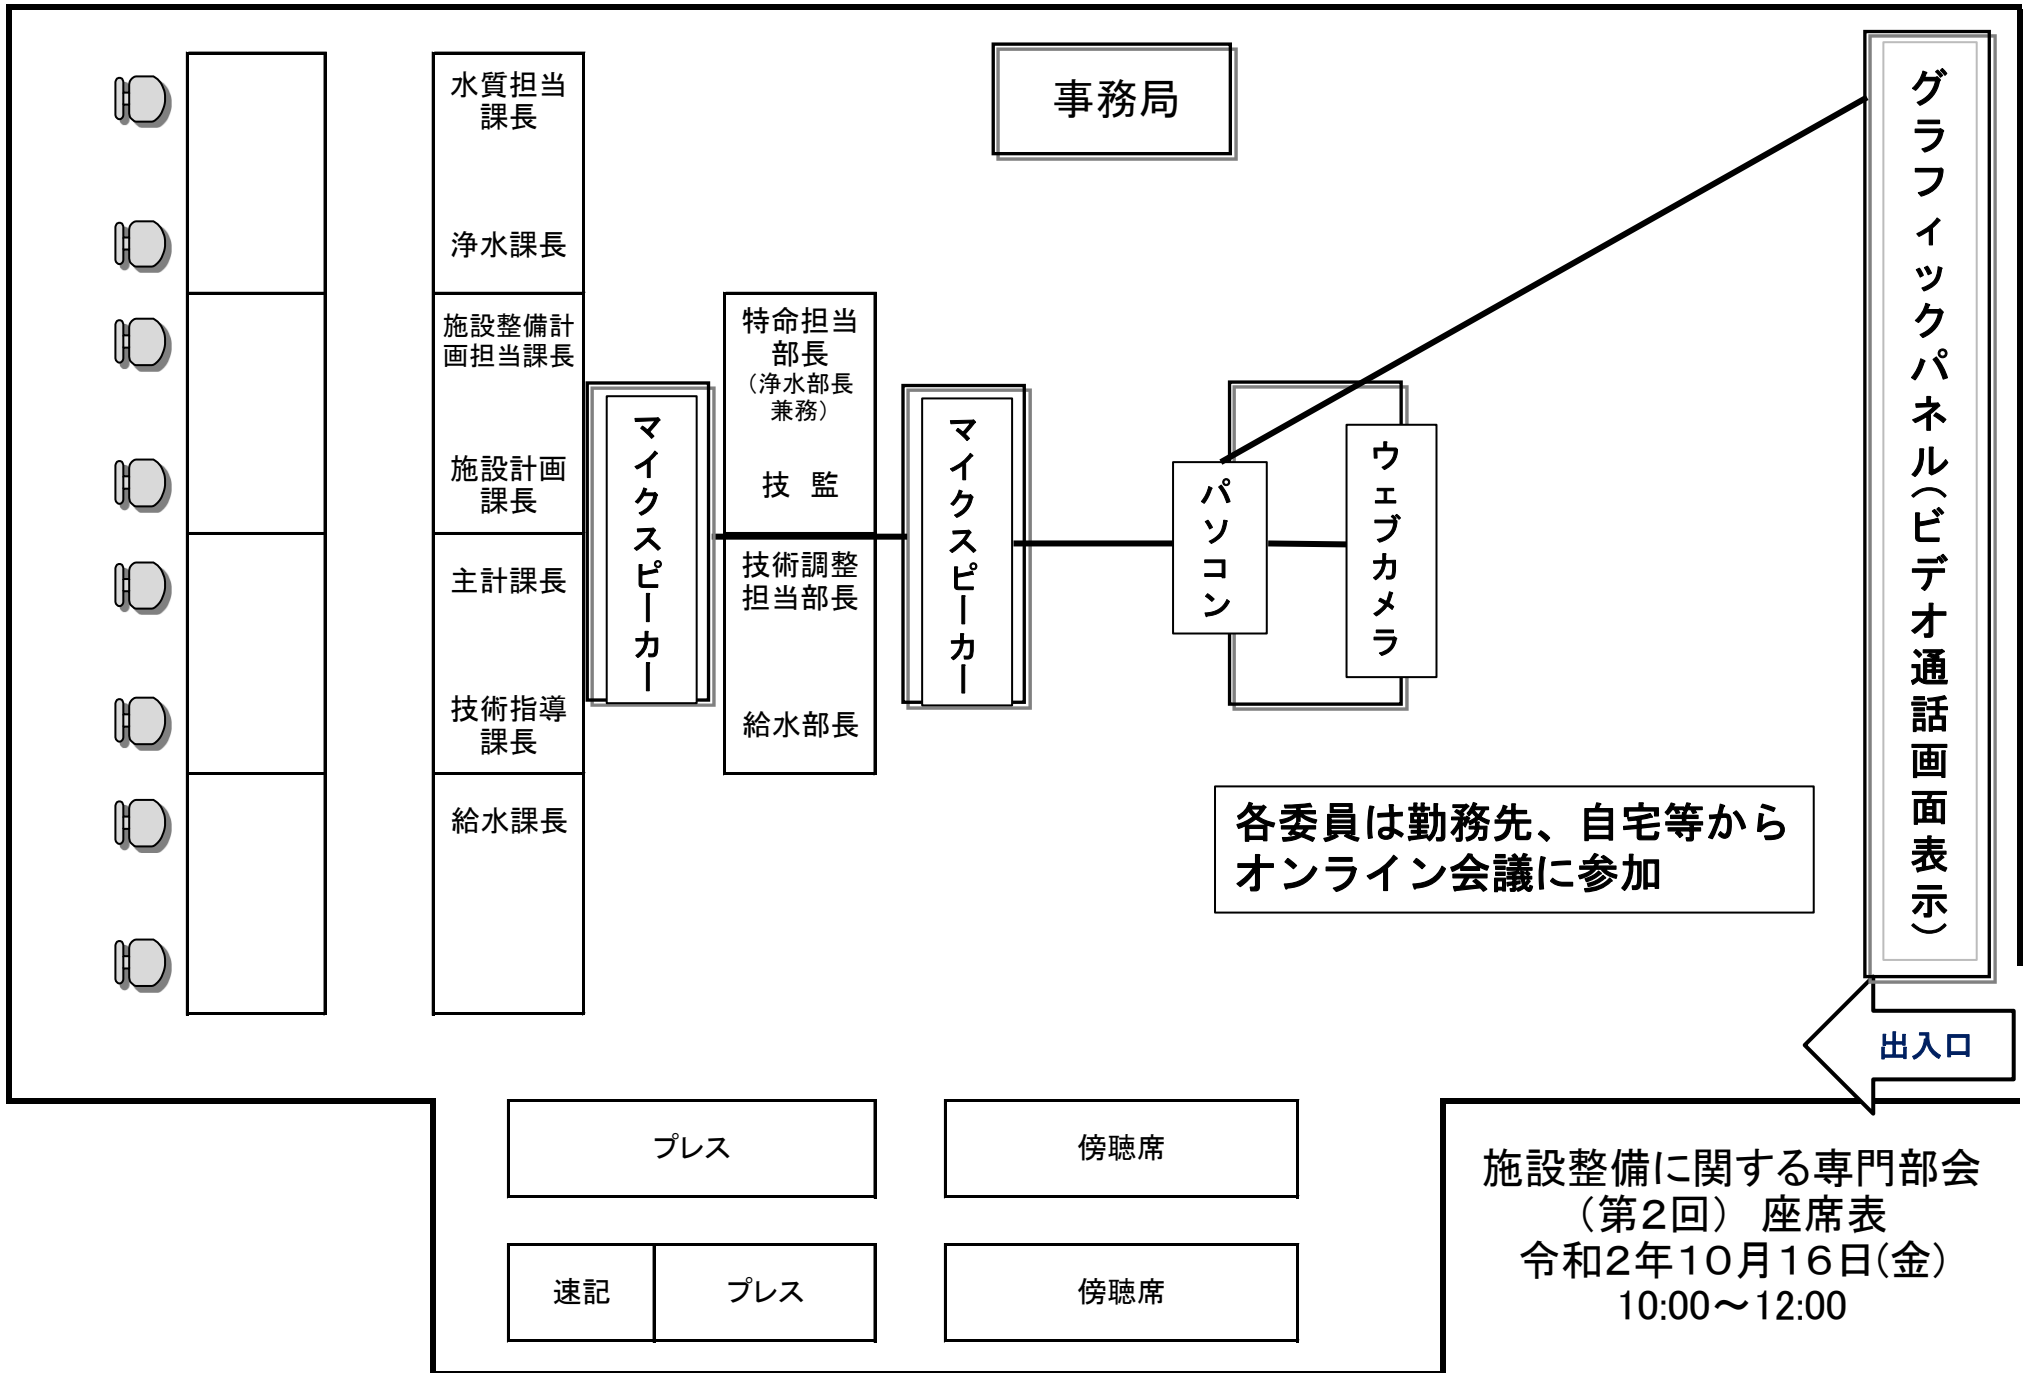 事務局
水質担当
課長
浄水課長
施設整備計
画担当課長
施設計画
課長
主計課長
技術指導
課長
給水課長
マイクスピーカー
特命担当
部長
（浄水部長
兼務）
技　監
技術調整
担当部長
給水部長
マイクスピーカー
パソコン
ウェブカメラ
グラフィックパネル（ビデオ通話画面表示）
各委員は勤務先、自宅等から
オンライン会議に参加
出入口
プレス
傍聴席
速記
プレス
傍聴席
施設整備に関する専門部会
（第２回）　座席表
令和２年１０月１６日(金)
10:00～12:00